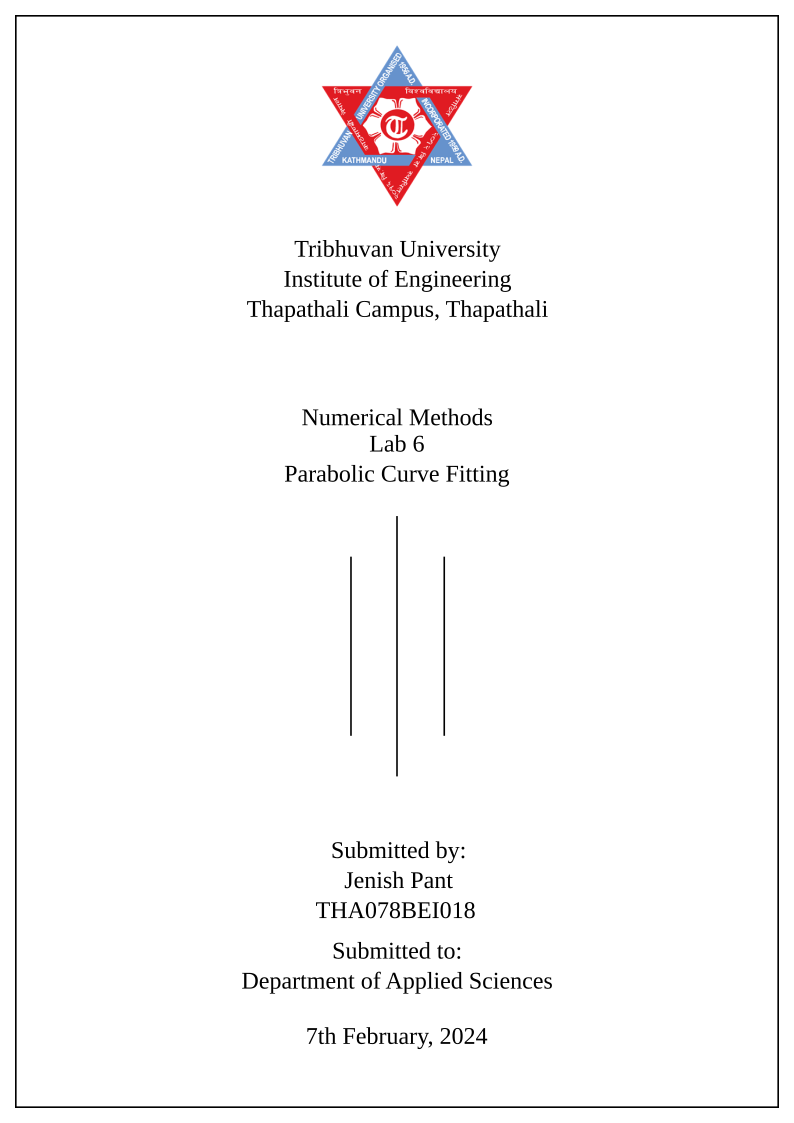 UNIVERSITY ORGANISED
1956 A.D.
त्रिभुवन
विश्वविद्यालय
TRIBHUVAN
INCORPORATED 1959 A.D.
KATHMANDU
NEPAL
T
Tribhuvan University
Institute of Engineering
Thapathali Campus, Thapathali
Numerical Methods
Lab 6
Parabolic Curve Fitting
Submitted by:
Jenish Pant
THA078BEI018
Submitted to:
Department of Applied Sciences
7th February, 2024